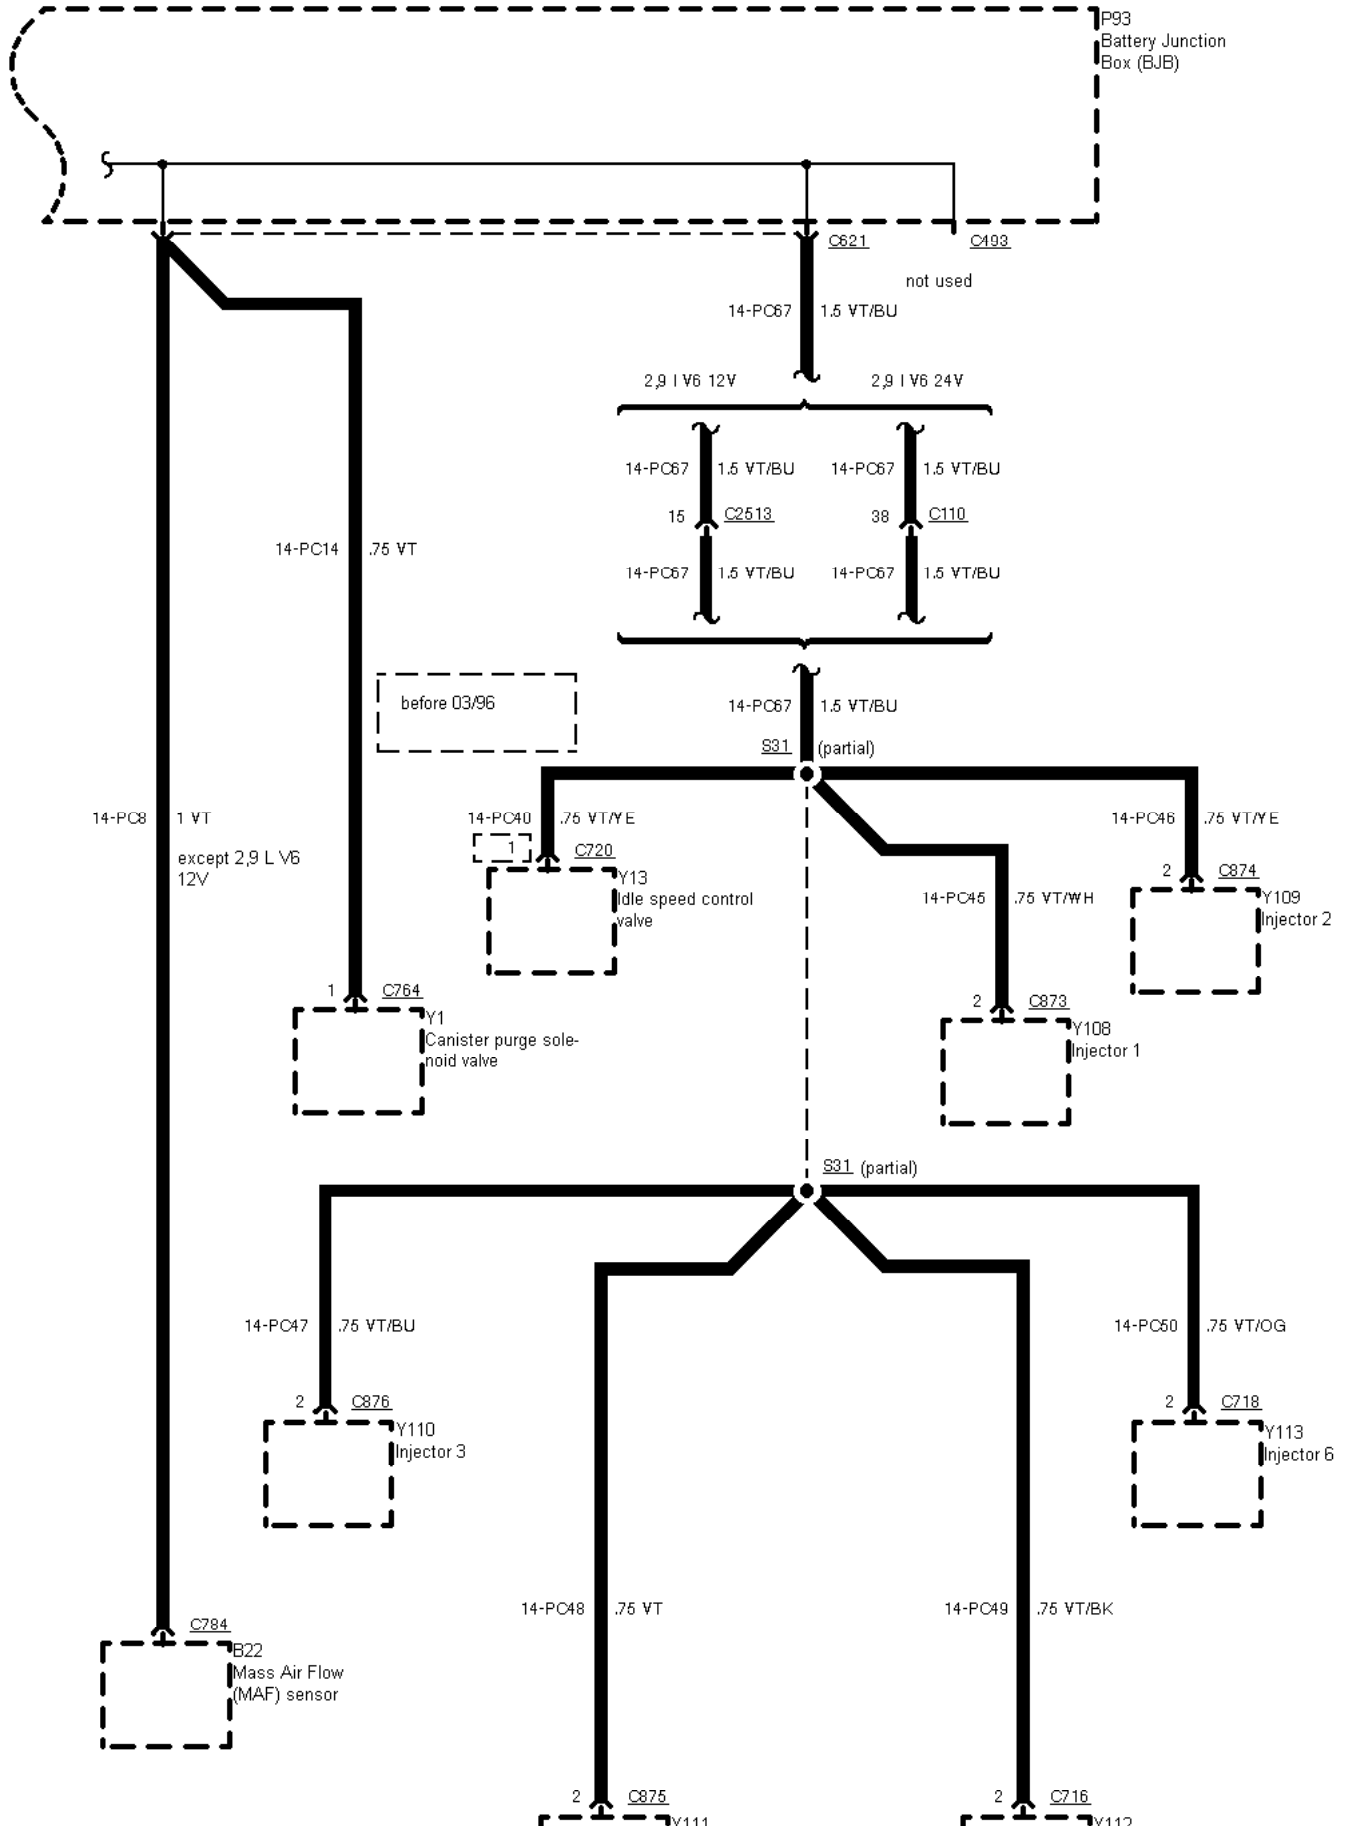 P93
Battery Junction
Box (BJB)
C621
C493
not used
14-PC67 1.5 VT/BU
2,9 l V6 12V 2,9 l V6 24V
14-PC67 1.5 VT/BU 14-PC67 1.5 VT/BU
15 C2513 38 C110
14-PC14 .75 VT
14-PC67 1.5 VT/BU 14-PC67 1.5 VT/BU
before 03/96
14-PC67 1.5 VT/BU
S31 (partial)
14-PC8 1 VT
except 2,9 L V6
12V
14-PC40 .75 VT/YE
1 C720
Y13
Idle speed control
valve
14-PC46 .75 VT/YE
2 C874
Y109
Injector 2
14-PC45 .75 VT/WH
2 C873
Y108
Injector 1
1 C764
Y1
Canister purge sole-
noid valve
S31 (partial)
14-PC47 .75 VT/BU
2 C876
Y110
Injector 3
14-PC50 .75 VT/OG
2 C718
Y113
Injector 6
14-PC48 .75 VT
14-PC49 .75 VT/BK
C784
B22
Mass Air Flow
(MAF) sensor
2 C875
Y111
2 C716
Y112